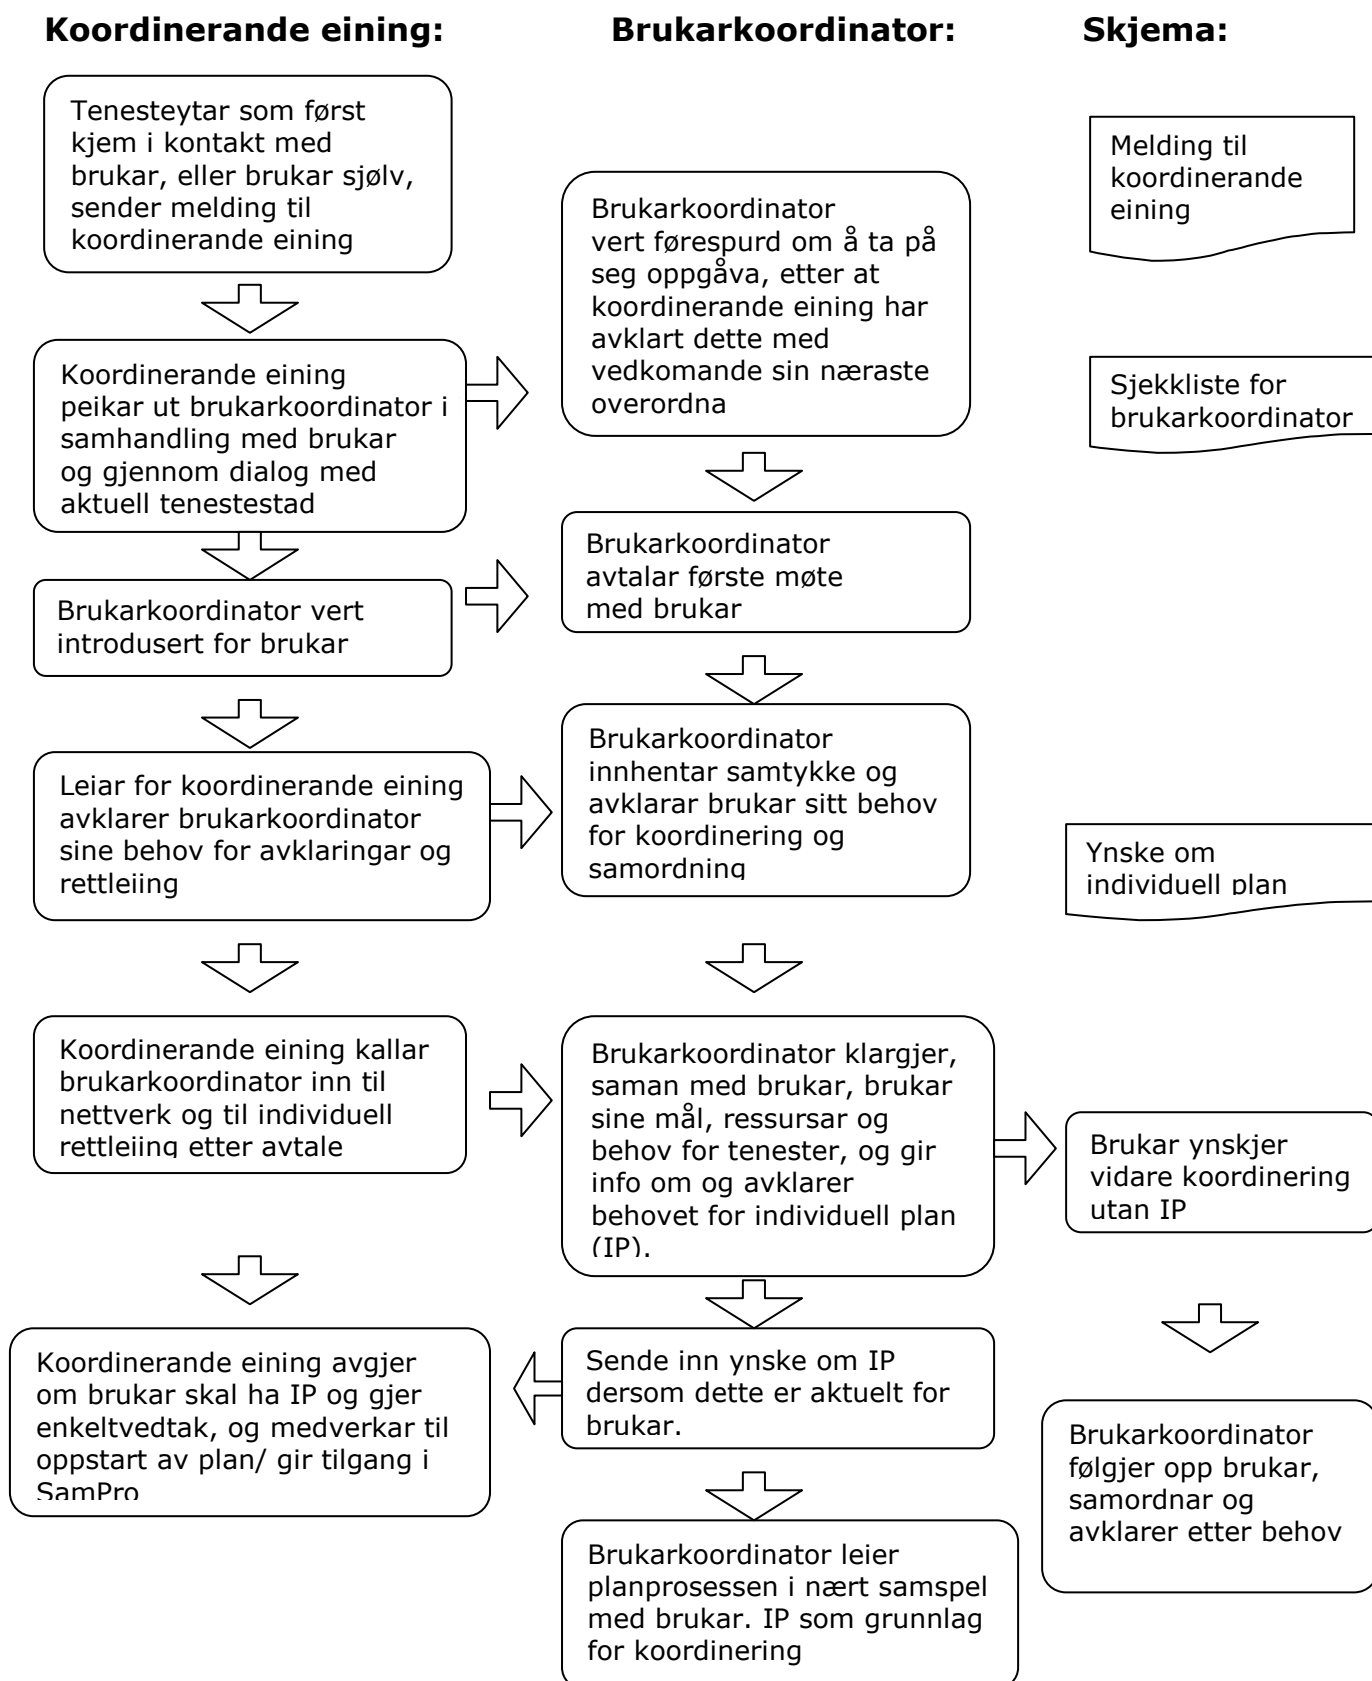 Koordinerande eining:
Tenesteytar som først
kjem i kontakt med
brukar, eller brukar sjølv,
sender melding til
koordinerande eining
Koordinerande eining
peikar ut brukarkoordinator i
samhandling med brukar
og gjennom dialog med
aktuell tenestestad
Brukarkoordinator vert
introdusert for brukar
Leiar for koordinerande eining
avklarer brukarkoordinator
sine behov for avklaringar og
rettleiing
Koordinerande eining kallar
brukarkoordinator inn til
nettverk og til individuell
rettleiing etter avtale
Koordinerande eining avgjer
om brukar skal ha IP og gjer
enkeltvedtak, og medverkar til
oppstart av plan/ gir tilgang i
SamPro
Brukarkoordinator:
Brukarkoordinator
vert førespurd om å ta på
seg oppgåva, etter at
koordinerande eining har
avklart dette med
vedkomande sin næraste
overordna
Brukarkoordinator
avtalar første møte
med brukar
Brukarkoordinator
innhentar samtykke og
avklarar brukar sitt behov
for koordinering og
samordning
Brukarkoordinator klargjer,
saman med brukar, brukar
sine mål, ressursar og
behov for tenester, og gir
info om og avklarer
behovet for individuell plan
(IP).
Sende inn ynske om IP
dersom dette er aktuelt for
brukar.
Brukarkoordinator leier
planprosessen i nært samspel
med brukar. IP som grunnlag
for koordinering
Skjema:
Melding til
koordinerande
eining
Sjekkliste for
brukarkoordinator
Ynske om
individuell plan
Brukar ynskjer
vidare koordinering
utan IP
Brukarkoordinator
følgjer opp brukar,
samordnar og
avklarer etter behov